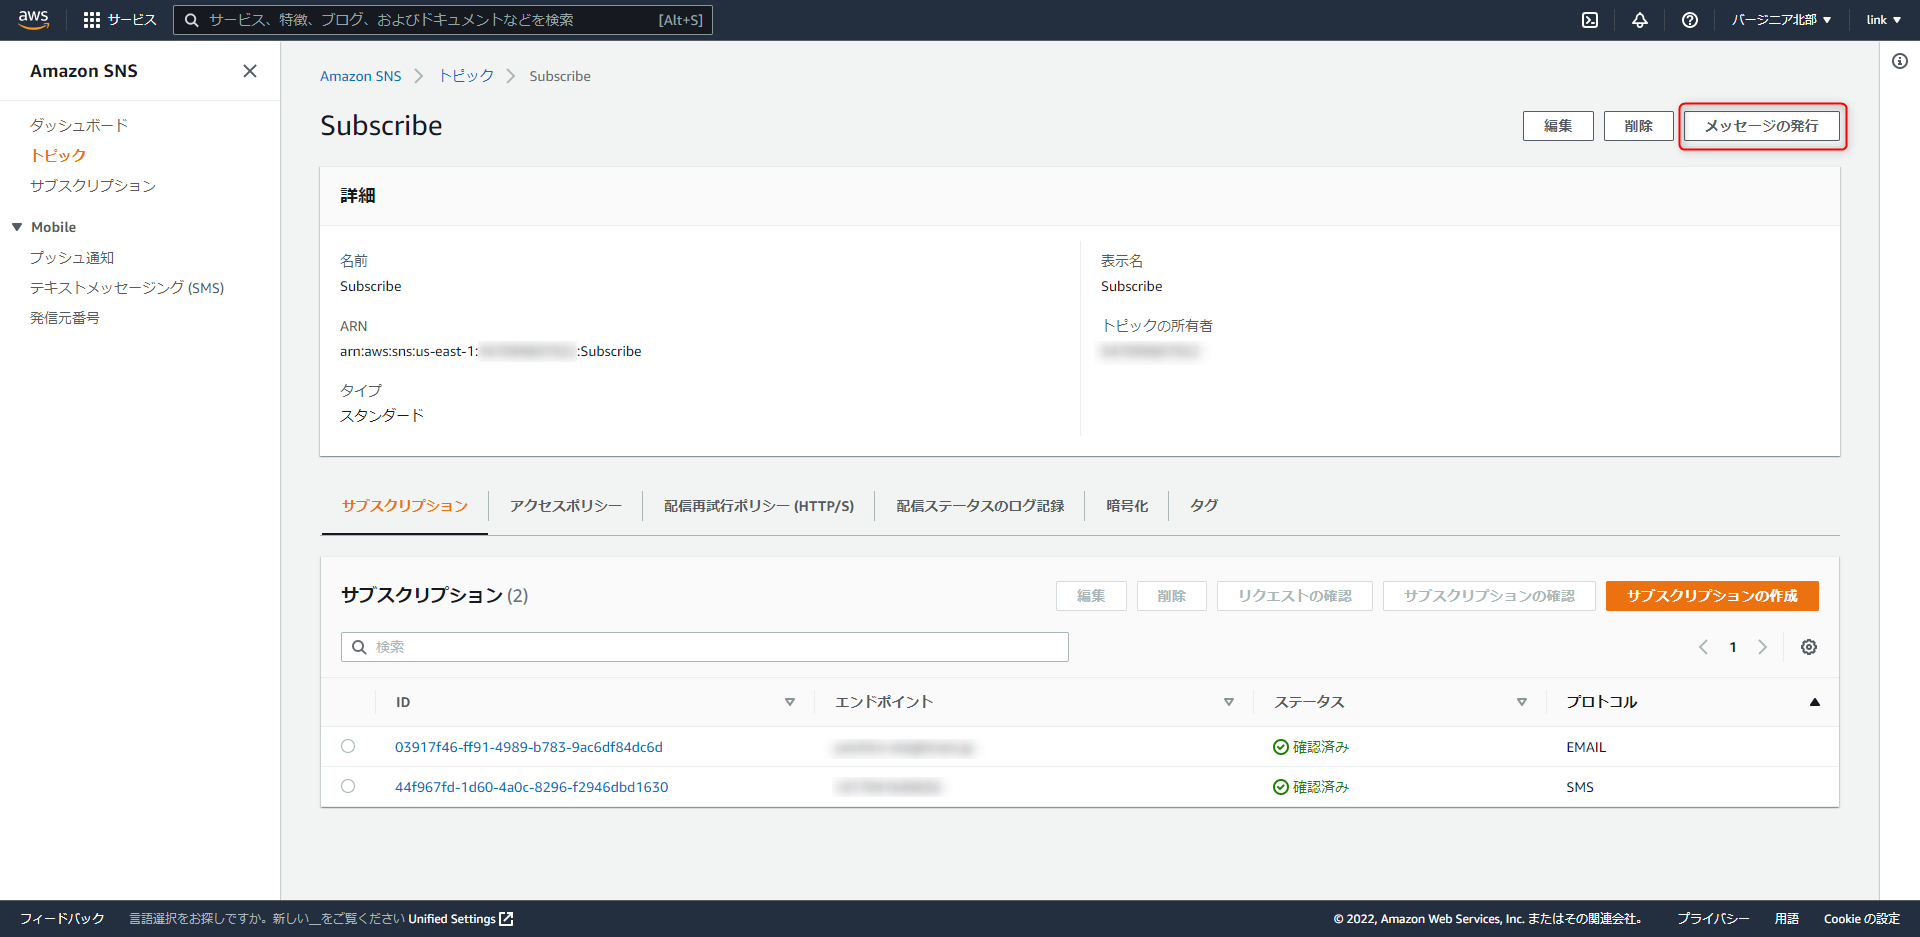 aws
サービス
サービス、特徴、ブログ、およびドキュメントなどを検索
[Alt+S]
バージニア北部 ▼
link ▼
Amazon SNS
ダッシュボード
トピック
サブスクリプション
Mobile
プッシュ通知
テキストメッセージング (SMS)
発信元番号
Amazon SNS
トピック
Subscribe
Subscribe
編集
削除
メッセージの発行
詳細
名前
Subscribe
ARN
arn:aws:sns:us-east-1: :Subscribe
タイプ
スタンダード
表示名
Subscribe
トピックの所有者
サブスクリプション
アクセスポリシー
配信再試行ポリシー (HTTP/S)
配信ステータスのログ記録
暗号化
タグ
サブスクリプション (2)
編集
削除
リクエストの確認
サブスクリプションの確認
サブスクリプションの作成
検索
1
ID
エンドポイント
ステータス
プロトコル
03917f46-ff91-4989-b783-9ac6df84dc6d
確認済み
EMAIL
44f967fd-1d60-4a0c-8296-f2946dbd1630
確認済み
SMS
フィードバック
言語選択をお探しですか。新しい__をご覧ください Unified Settings
© 2022, Amazon Web Services, Inc. またはその関連会社。
プライバシー
用語
Cookie の設定